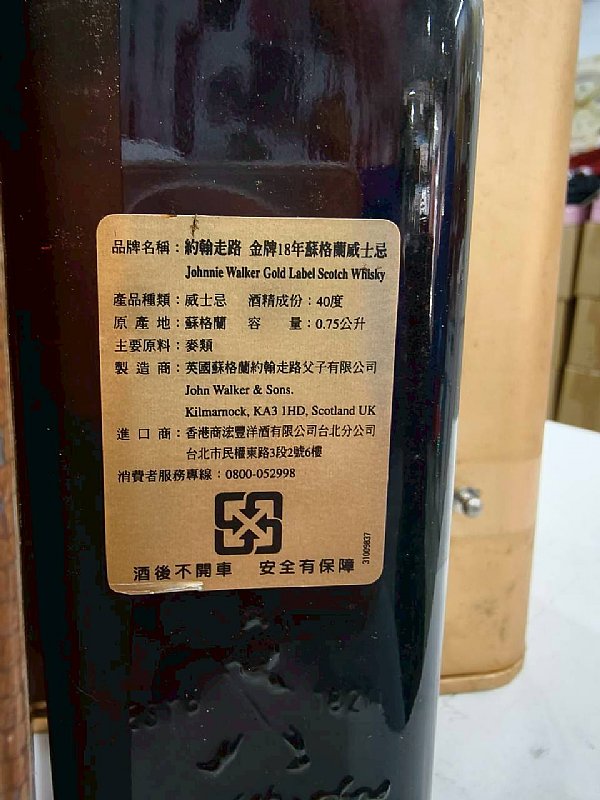 品牌名稱：約翰走路 金牌18年蘇格蘭威士忌
Johnnie Walker Gold Label Scotch Whisky
產品種類：威士忌 酒精成份：40度
原產地：蘇格蘭 容量：0.75公升
主要原料：麥類
製造商：英國蘇格蘭約翰走路父子有限公司
John Walker & Sons.
Kilmarnock, KA3 1HD, Scotland UK
進口商：香港商浤豐洋酒有限公司台北分公司
台北市民權東路3段2號6樓
消費者服務專線：0800-052998
31009837
酒後不開車 安全有保障